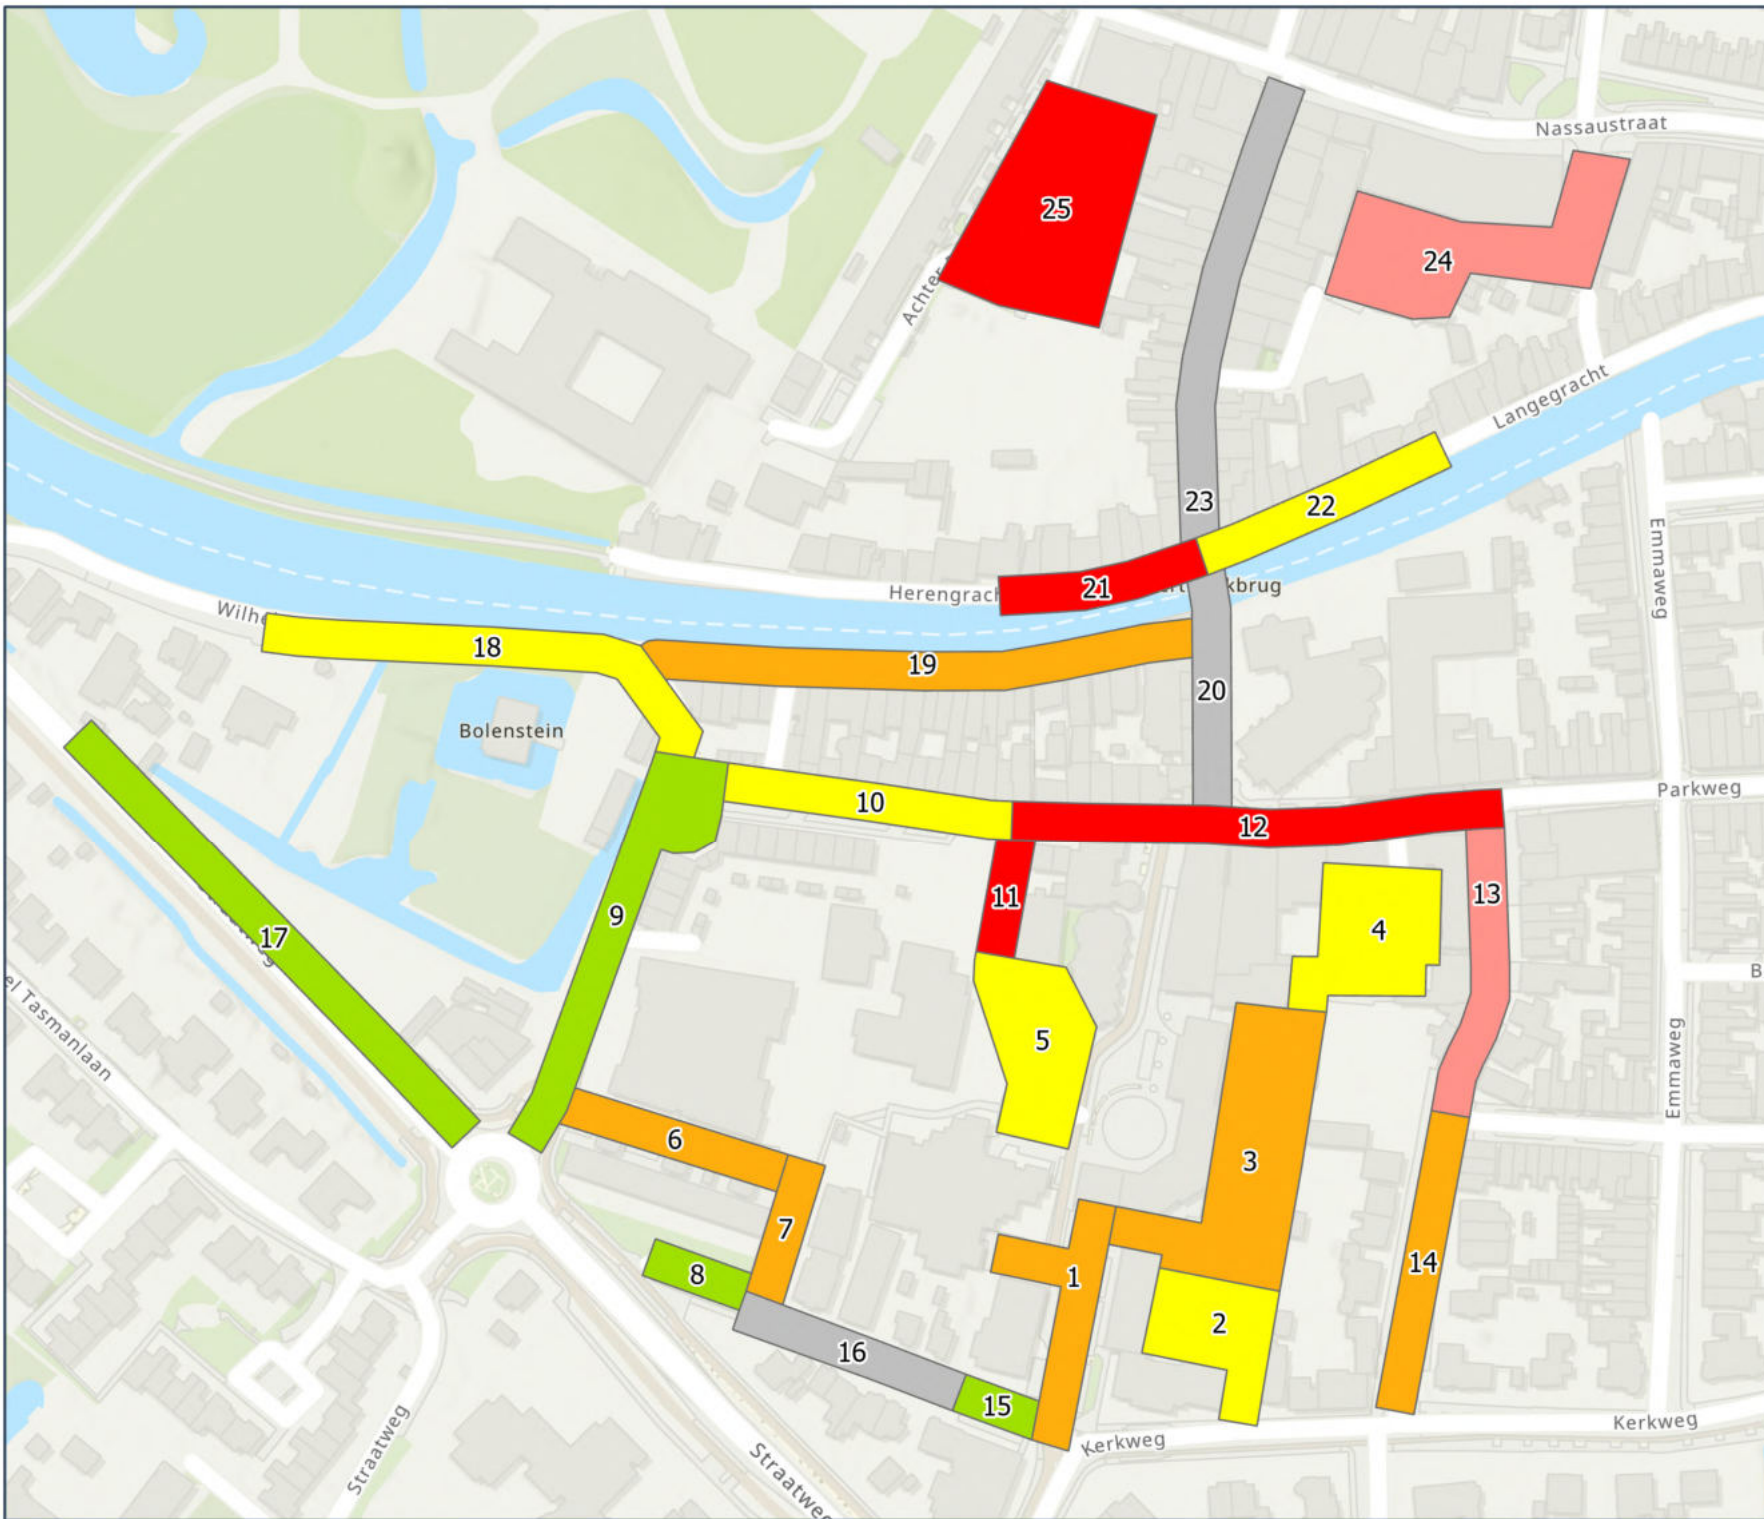 Nassaustraat
25
24
Achter
Langegracht
23
22
Emmaweg
21
Herengrach
kbrug
Wilhe
18
19
20
Bolenstein
Parkweg
10
12
13
11
9
4
17
el Tasmanlaan
B
5
Emmaweg
6
3
7
8
1
14
2
16
15
Kerkweg
Kerkweg
Straatweg
Straatweg